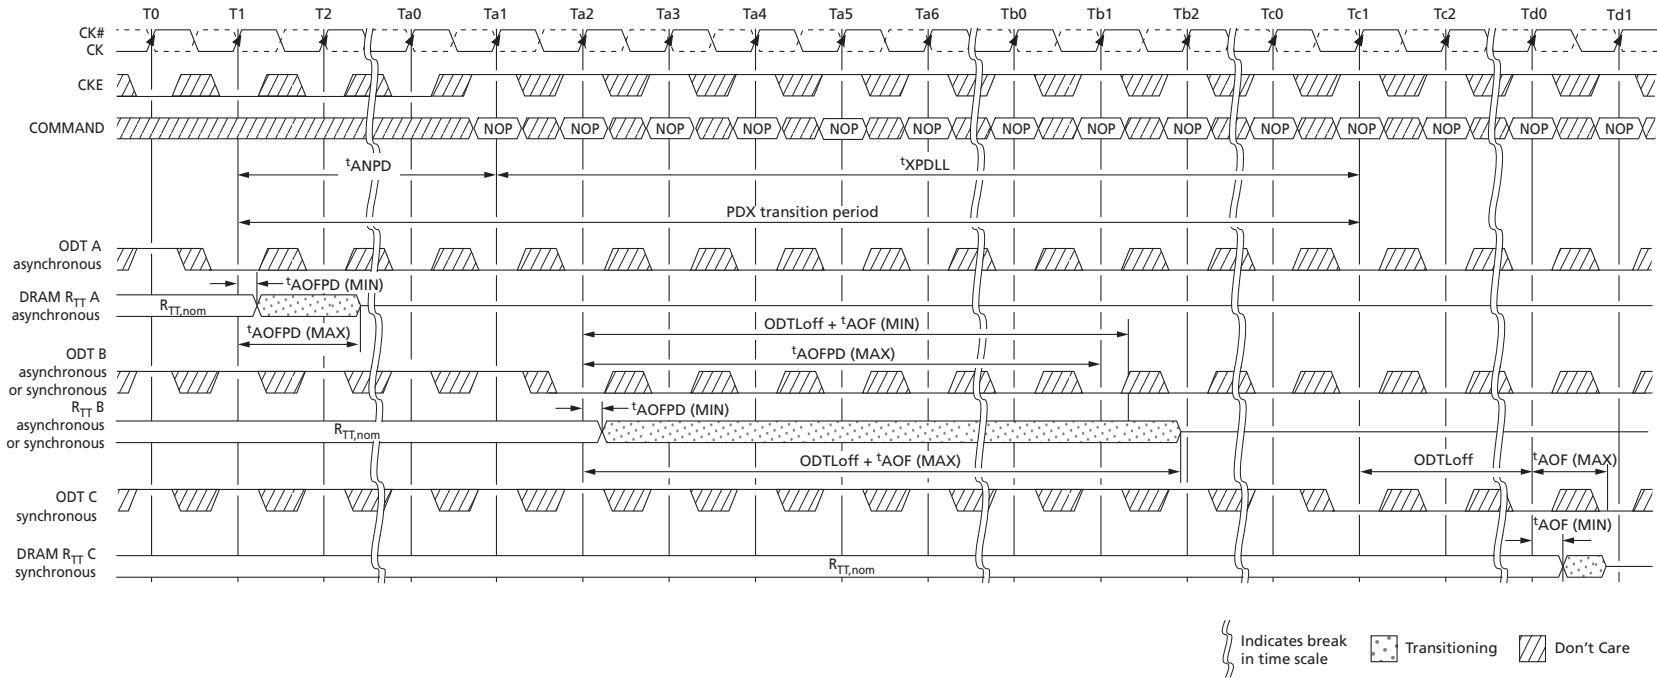 T0 T1 T2 Ta0 Ta1 Ta2 Ta3 Ta4 Ta5 Ta6 Tb0 Tb1 Tb2 Tc0 Tc1 Tc2 Td0 Td1
CK#
CK
CKE
COMMAND NOP NOP NOP NOP NOP NOP NOP NOP NOP NOP NOP NOP NOP NOP
tANPD tXPDLL
PDX transition period
ODT A
asynchronous
tAOFPD (MIN)
DRAM RTT A
asynchronous
RTT,nom
tAOFPD (MAX)
ODTLoff + tAOF (MIN)
tAOFPD (MAX)
ODT B
asynchronous
or synchronous
tAOFPD (MIN)
RTT B
asynchronous
or synchronous
RTT,nom
ODTLoff + tAOF (MAX)
ODTLoff tAOF (MAX)
ODT C
synchronous
tAOF (MIN)
DRAM RTT C
synchronous
RTT,nom
Indicates break
in time scale
Transitioning
Don't Care